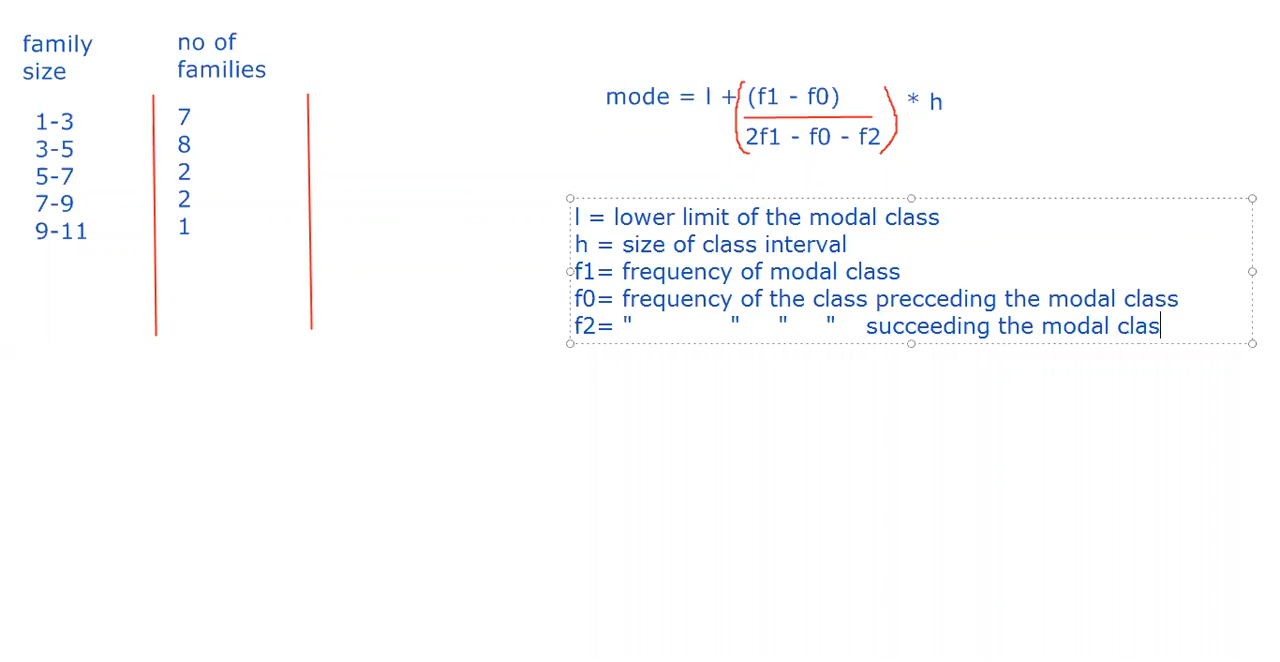 family size
no of families
1-3 7
3-5 8
5-7 2
7-9 2
9-11 1
mode = l + (f1 - f0) * h
2f1 - f0 - f2
l = lower limit of the modal class
h = size of class interval
f1= frequency of modal class
f0= frequency of the class precceding the modal class
f2= " " " " succeeding the modal clas